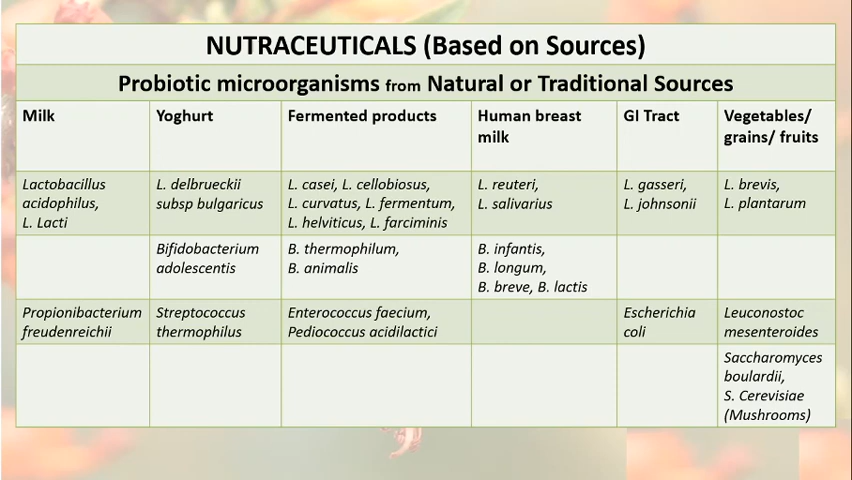 NUTRACEUTICALS (Based on Sources)
Probiotic microorganisms from Natural or Traditional Sources
Milk
Yoghurt
Fermented products
Human breast
milk
GI Tract
Vegetables/
grains/ fruits
Lactobacillus
acidophilus,
L. Lacti
L. delbrueckii
subsp bulgaricus
L. casei, L. cellobiosus,
L. curvatus, L. fermentum,
L. helviticus, L. farciminis
L. reuteri,
L. salivarius
L. gasseri,
L. johnsonii
L. brevis,
L. plantarum
Bifidobacterium
adolescentis
B. thermophilum,
B. animalis
B. infantis,
B. longum,
B. breve, B. lactis
Propionibacterium
freudenreichii
Streptococcus
thermophilus
Enterococcus faecium,
Pediococcus acidilactici
Escherichia
coli
Leuconostoc
mesenteroides
Saccharomyces
boulardii,
S. Cerevisiae
(Mushrooms)